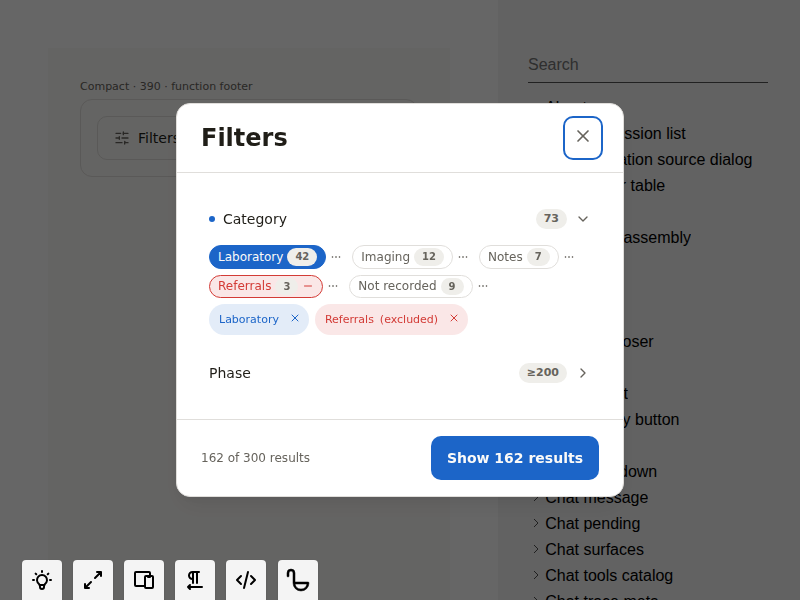 Search
Compact · 390 · function footer
Filters
Filters
ssion list
ation source dialog
table
assembly
oser
t
y button
down
Category 73
Laboratory 42 ··· Imaging 12 ··· Notes 7 ···
Referrals 3 − ··· Not recorded 9 ···
Laboratory × Referrals (excluded) ×
Phase ≥200
162 of 300 results
Show 162 results
Chat message
Chat pending
Chat surfaces
Chat tools catalog